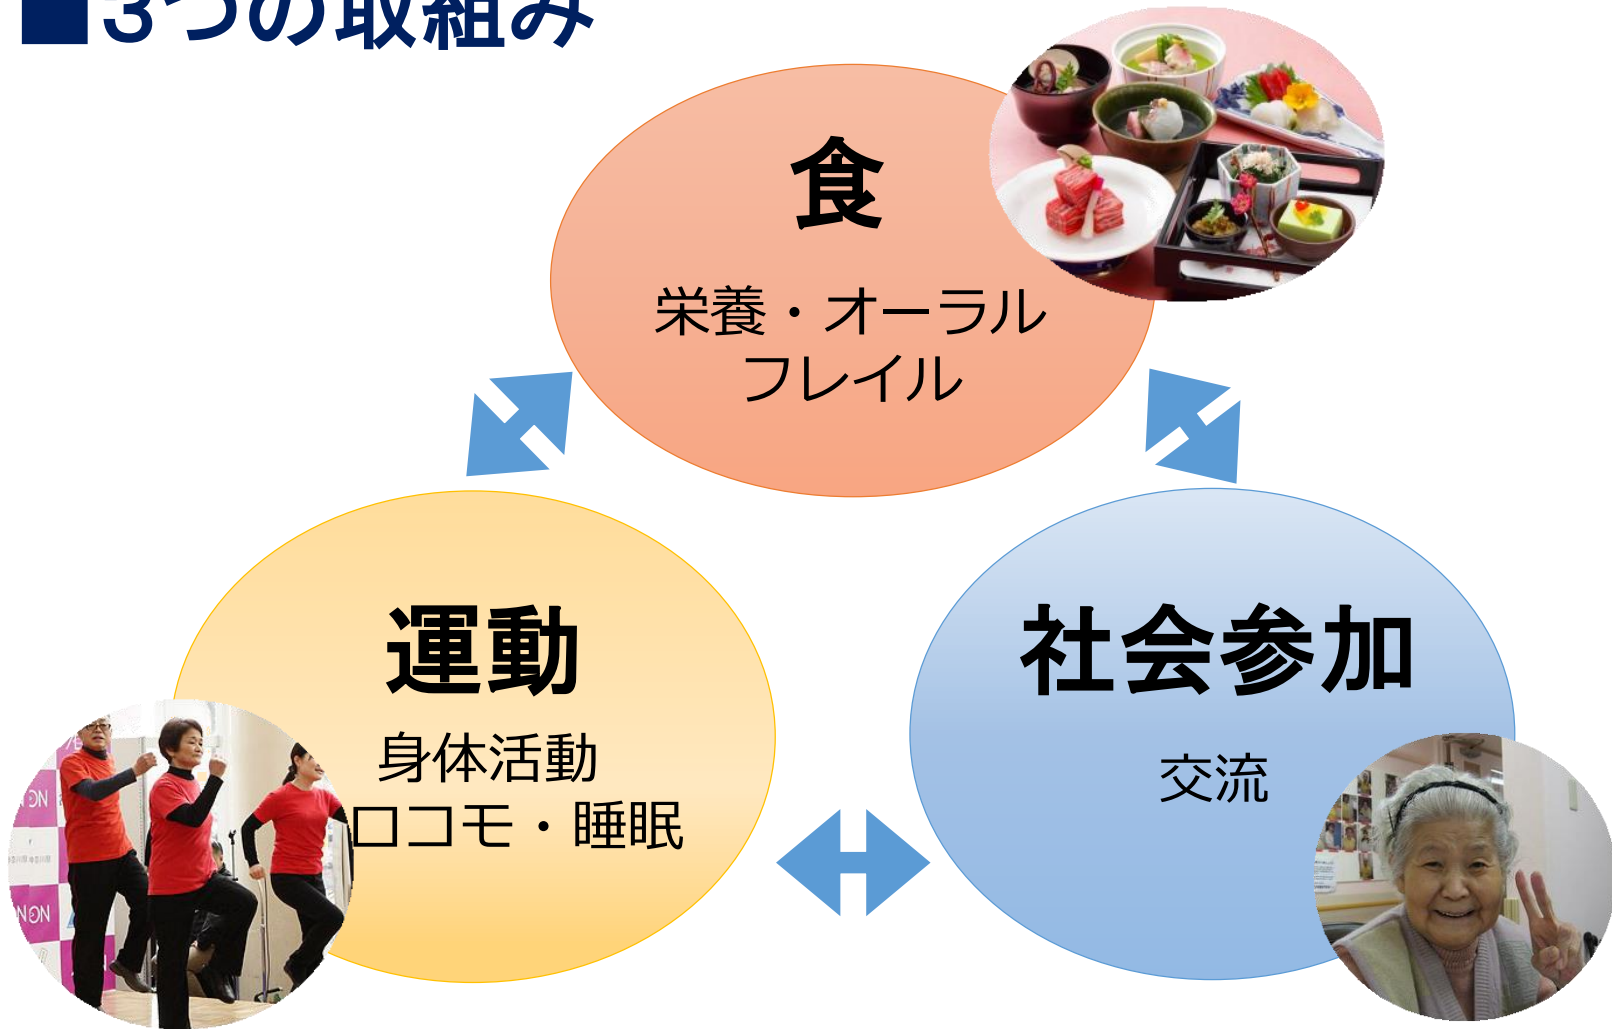 ■3つの取組み
食
栄養・オーラル
フレイル
運動
身体活動
ロコモ・睡眠
社会参加
交流